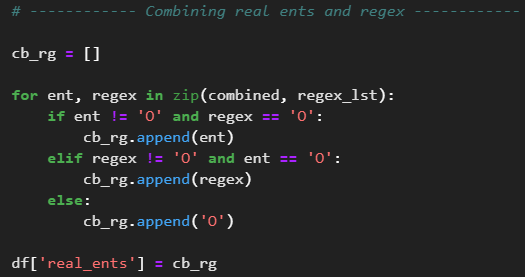 # ------------ Combining real ents and regex ------------
cb_rg = []
for ent, regex in zip(combined, regex_lst):
    if ent != 'O' and regex == 'O':
        cb_rg.append(ent)
    elif regex != 'O' and ent == 'O':
        cb_rg.append(regex)
    else:
        cb_rg.append('O')
df['real_ents'] = cb_rg